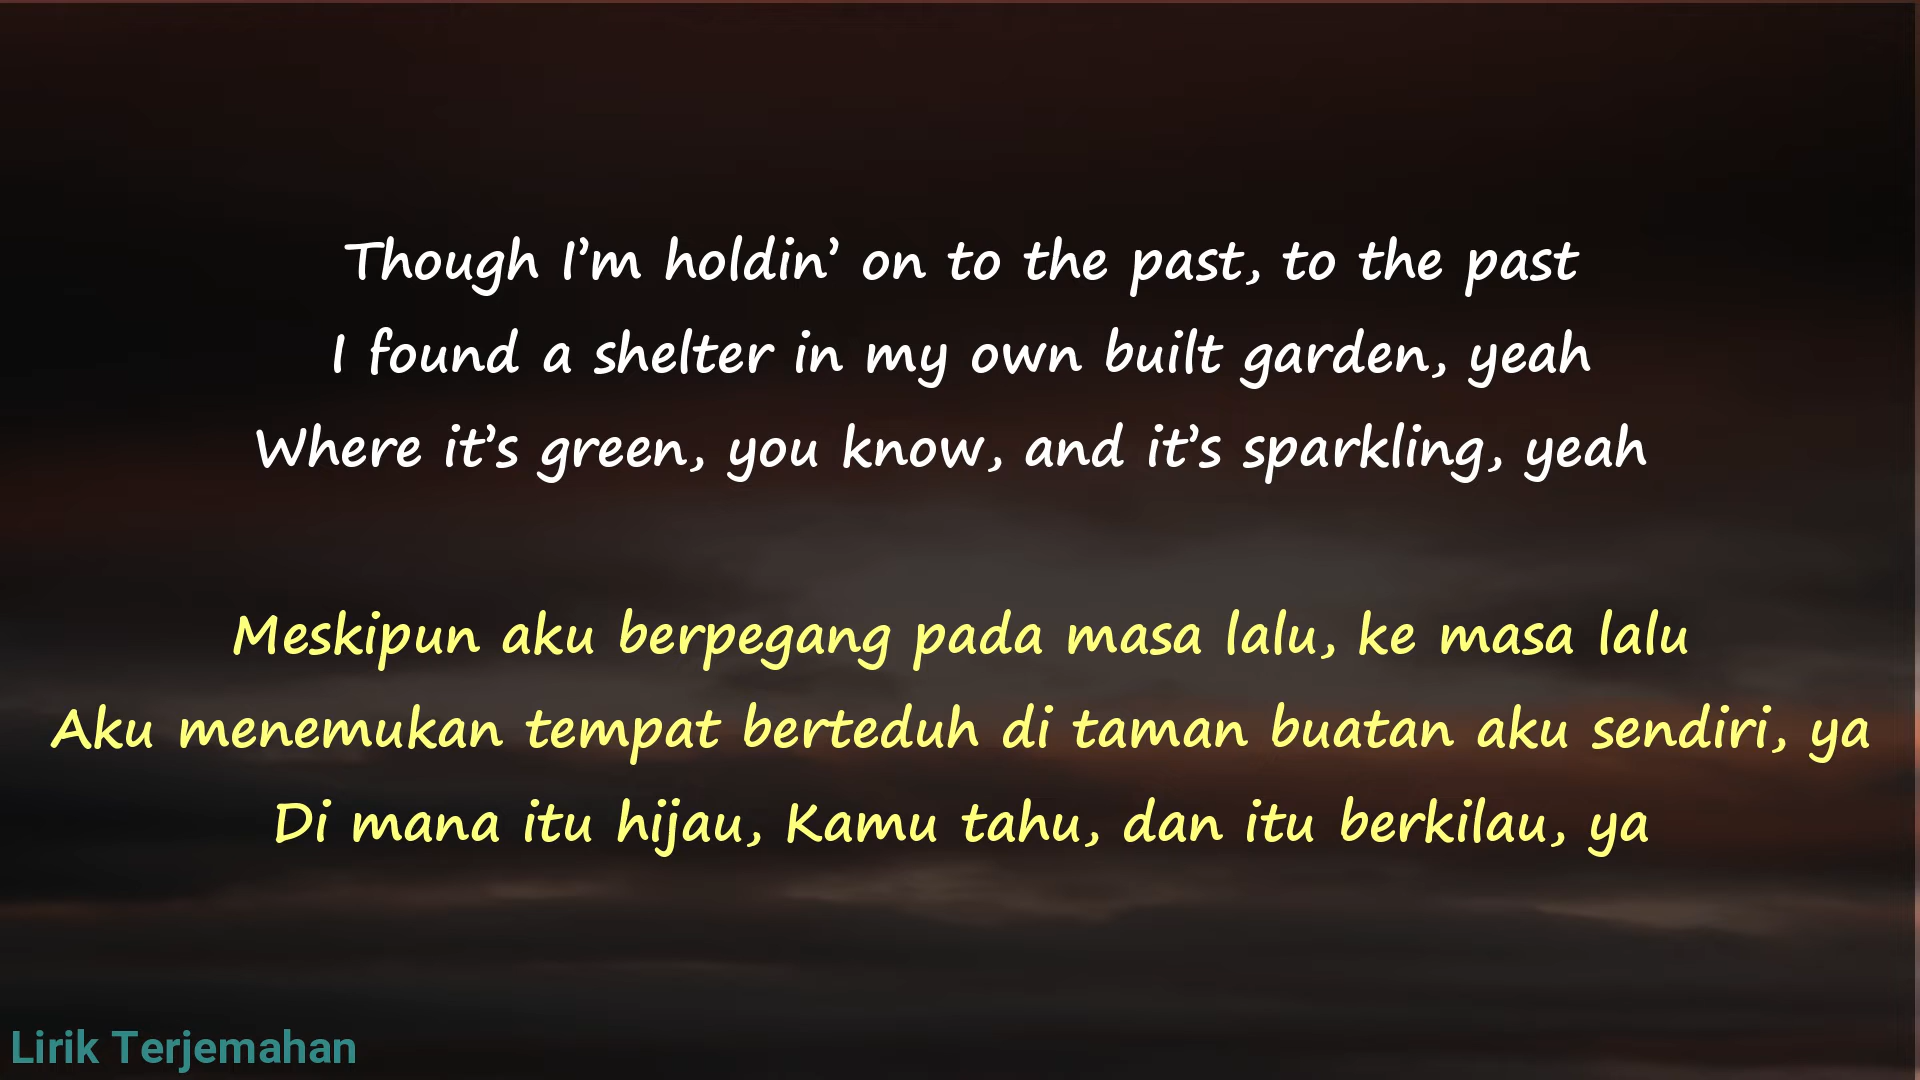 Though I’m holdin’ on to the past, to the past
I found a shelter in my own built garden, yeah
Where it’s green, you know, and it’s sparkling, yeah
Meskipun aku berpegang pada masa lalu, ke masa lalu
Aku menemukan tempat berteduh di taman buatan aku sendiri, ya
Di mana itu hijau, Kamu tahu, dan itu berkilau, ya
Lirik Terjemahan